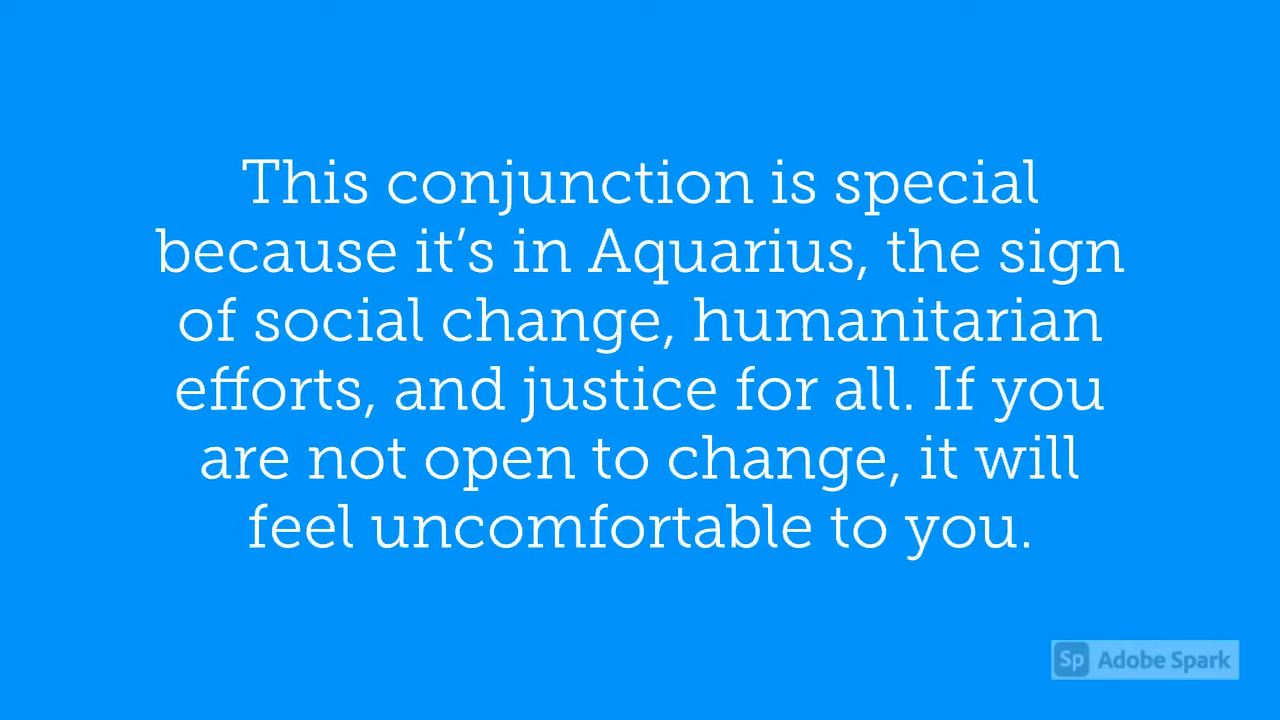 This conjunction is special
because it’s in Aquarius, the sign
of social change, humanitarian
efforts, and justice for all. If you
are not open to change, it will
feel uncomfortable to you.
Sp Adobe Spark